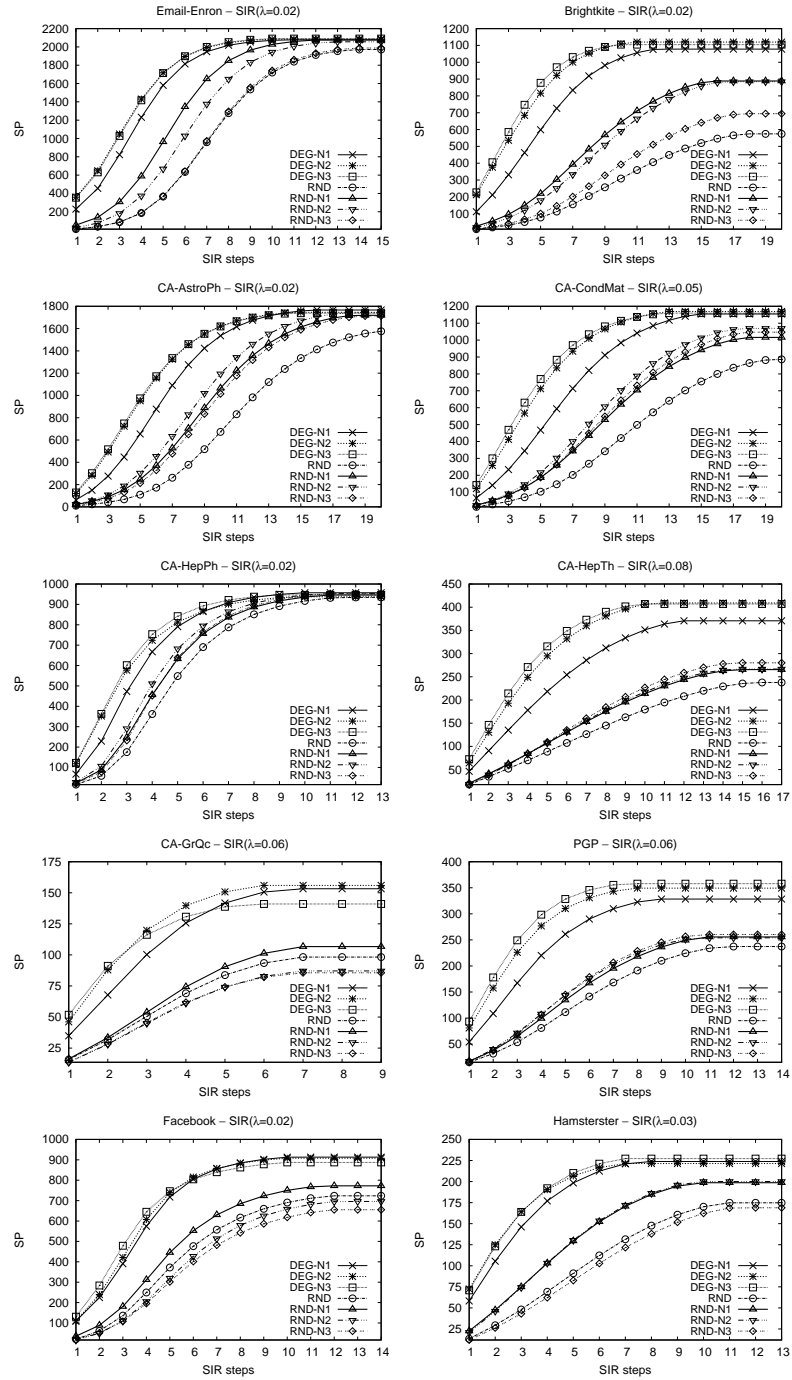 Email-Enron − SIR(λ=0.02)
2200
2000
1800
1600
1400
1200
1000
800
600
400
200
SP
DEG-N1
DEG-N2
DEG-N3
RND
RND-N1
RND-N2
RND-N3
1 2 3 4 5 6 7 8 9 10 11 12 13 14 15
SIR steps
Brightkite − SIR(λ=0.02)
1200
1100
1000
900
800
700
600
500
400
300
200
100
SP
DEG-N1
DEG-N2
DEG-N3
RND
RND-N1
RND-N2
RND-N3
1 3 5 7 9 11 13 15 17 19
SIR steps
CA-AstroPh − SIR(λ=0.02)
1800
1600
1400
1200
1000
800
600
400
200
SP
DEG-N1
DEG-N2
DEG-N3
RND
RND-N1
RND-N2
RND-N3
1 3 5 7 9 11 13 15 17 19
SIR steps
CA-CondMat − SIR(λ=0.05)
1200
1100
1000
900
800
700
600
500
400
300
200
100
SP
DEG-N1
DEG-N2
DEG-N3
RND
RND-N1
RND-N2
RND-N3
1 3 5 7 9 11 13 15 17 19
SIR steps
CA-HepPh − SIR(λ=0.02)
1000
900
800
700
600
500
400
300
200
100
SP
DEG-N1
DEG-N2
DEG-N3
RND
RND-N1
RND-N2
RND-N3
1 2 3 4 5 6 7 8 9 10 11 12 13
SIR steps
CA-HepTh − SIR(λ=0.08)
450
400
350
300
250
200
150
100
50
SP
DEG-N1
DEG-N2
DEG-N3
RND
RND-N1
RND-N2
RND-N3
1 2 3 4 5 6 7 8 9 10 11 12 13 14 15 16 17
SIR steps
CA-GrQc − SIR(λ=0.06)
175
150
125
100
75
50
25
SP
DEG-N1
DEG-N2
DEG-N3
RND
RND-N1
RND-N2
RND-N3
1 2 3 4 5 6 7 8 9
SIR steps
PGP − SIR(λ=0.06)
400
350
300
250
200
150
100
50
SP
DEG-N1
DEG-N2
DEG-N3
RND
RND-N1
RND-N2
RND-N3
1 2 3 4 5 6 7 8 9 10 11 12 13 14
SIR steps
Facebook − SIR(λ=0.02)
1000
900
800
700
600
500
400
300
200
100
SP
DEG-N1
DEG-N2
DEG-N3
RND
RND-N1
RND-N2
RND-N3
1 2 3 4 5 6 7 8 9 10 11 12 13 14
SIR steps
Hamsterster − SIR(λ=0.03)
250
225
200
175
150
125
100
75
50
25
SP
DEG-N1
DEG-N2
DEG-N3
RND
RND-N1
RND-N2
RND-N3
1 2 3 4 5 6 7 8 9 10 11 12 13 14
SIR steps